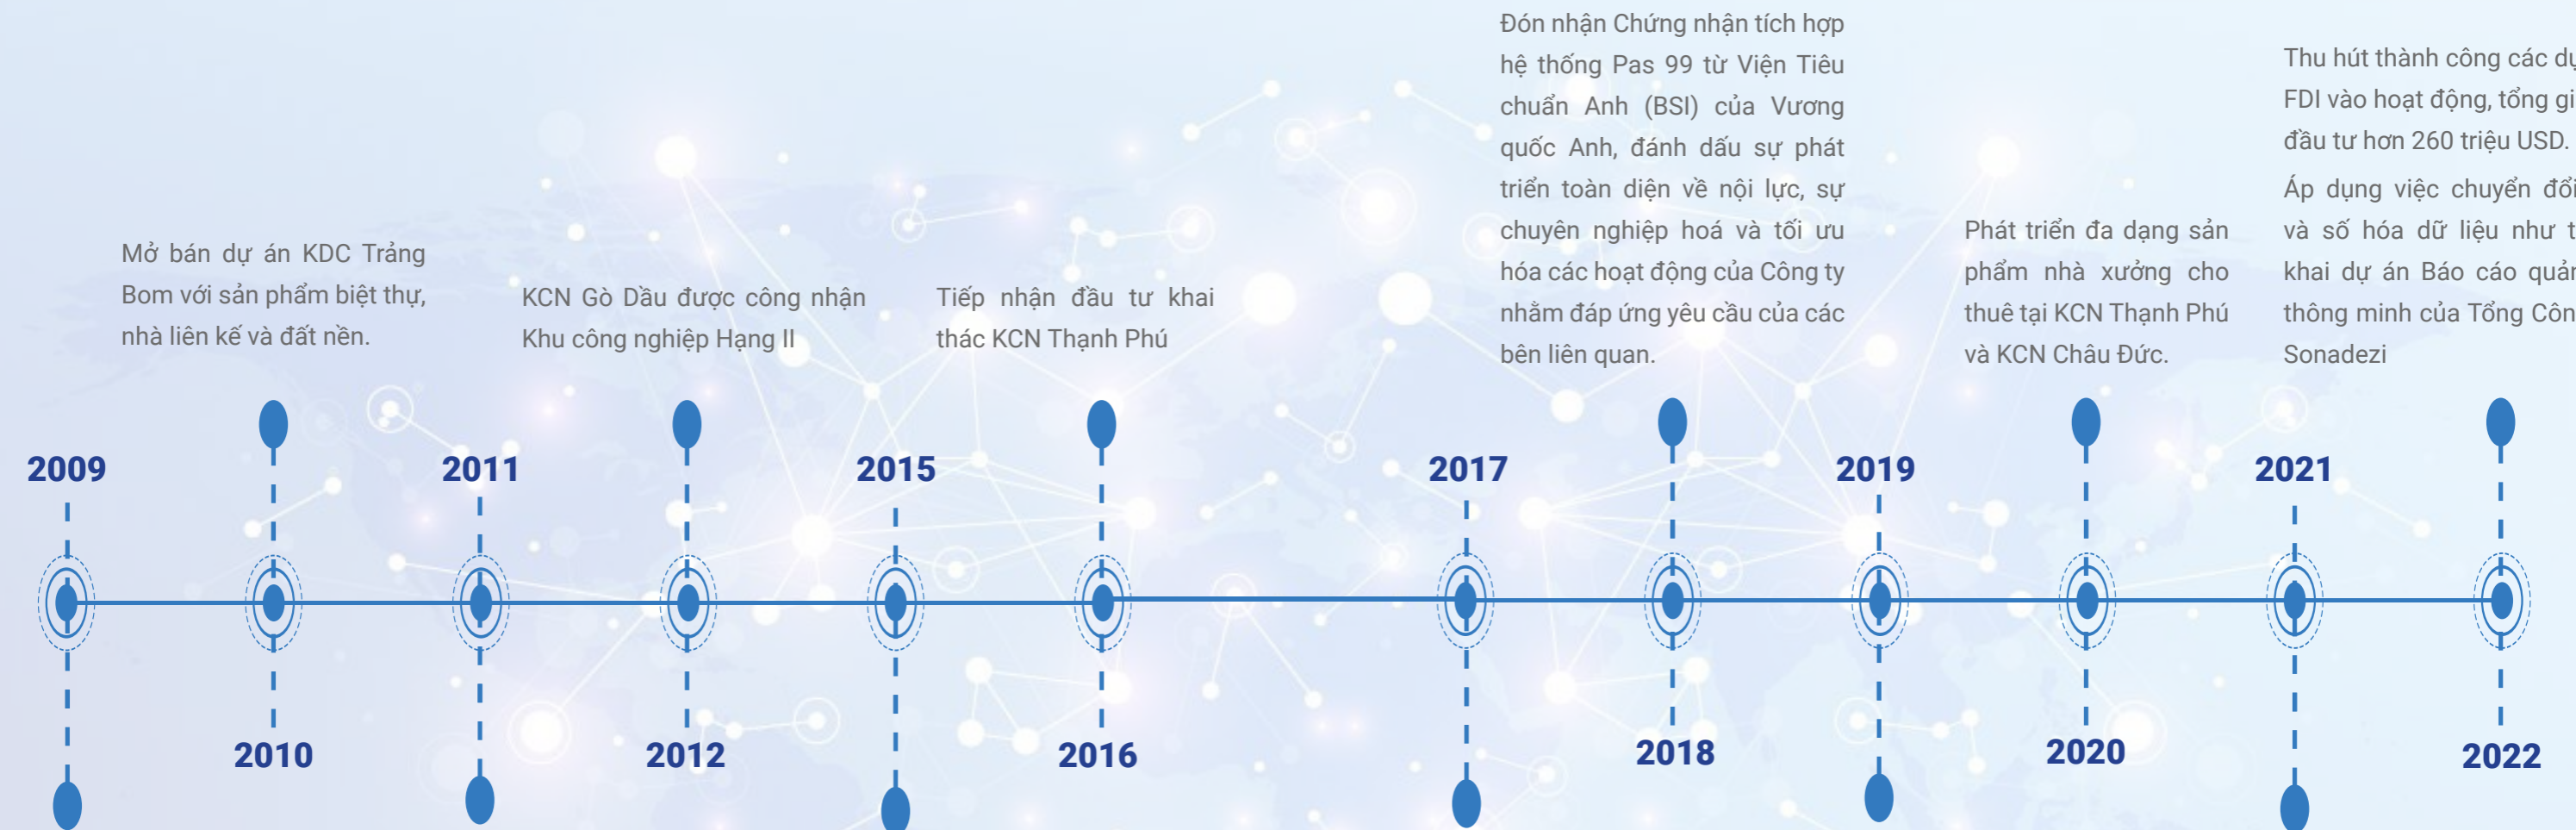 Mở bán dự án KDC Trảng
Bom với sản phẩm biệt thự,
nhà liên kế và đất nền.
KCN Gò Dầu được công nhận
Khu công nghiệp Hạng II
Tiếp nhận đầu tư khai
thác KCN Thạnh Phú
Đón nhận Chứng nhận tích hợp
hệ thống Pas 99 từ Viện Tiêu
chuẩn Anh (BSI) của Vương
quốc Anh, đánh dấu sự phát
triển toàn diện về nội lực, sự
chuyên nghiệp hoá và tối ưu
hóa các hoạt động của Công ty
nhằm đáp ứng yêu cầu của các
bên liên quan.
Phát triển đa dạng sản
phẩm nhà xưởng cho
thuê tại KCN Thạnh Phú
và KCN Châu Đức.
Thu hút thành công các
FDI vào hoạt động, tổng
đầu tư hơn 260 triệu USD.
Áp dụng việc chuyển đổi
và số hóa dữ liệu như
khai dự án Báo cáo
thông minh của Tổng
Sonadezi
2009
2011
2015
2017
2019
2021
2010
2012
2016
2018
2020
2022